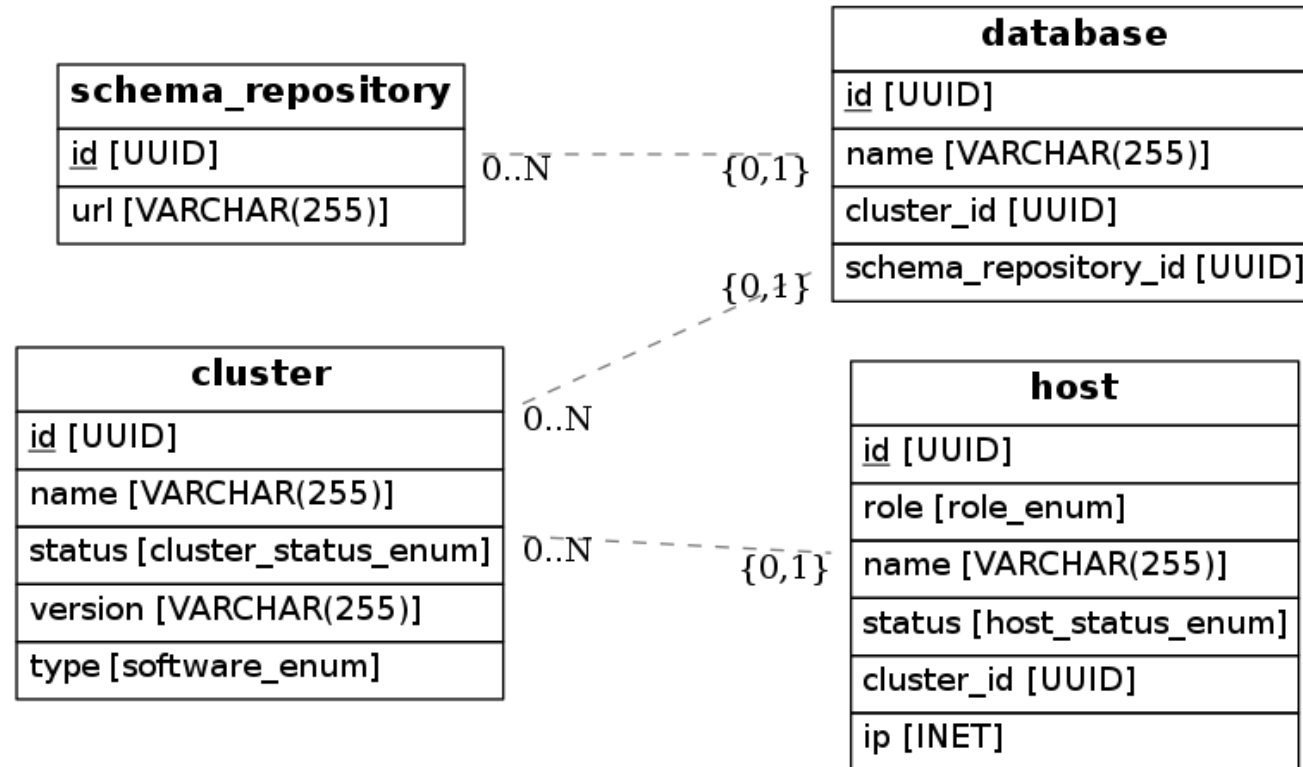 schema_repository
id [UUID]
url [VARCHAR(255)]
0..N
{0,1}
database
id [UUID]
name [VARCHAR(255)]
cluster_id [UUID]
schema_repository_id [UUID]
{0,1}
0..N
cluster
id [UUID]
name [VARCHAR(255)]
status [cluster_status_enum]
version [VARCHAR(255)]
type [software_enum]
0..N
{0,1}
host
id [UUID]
role [role_enum]
name [VARCHAR(255)]
status [host_status_enum]
cluster_id [UUID]
ip [INET]